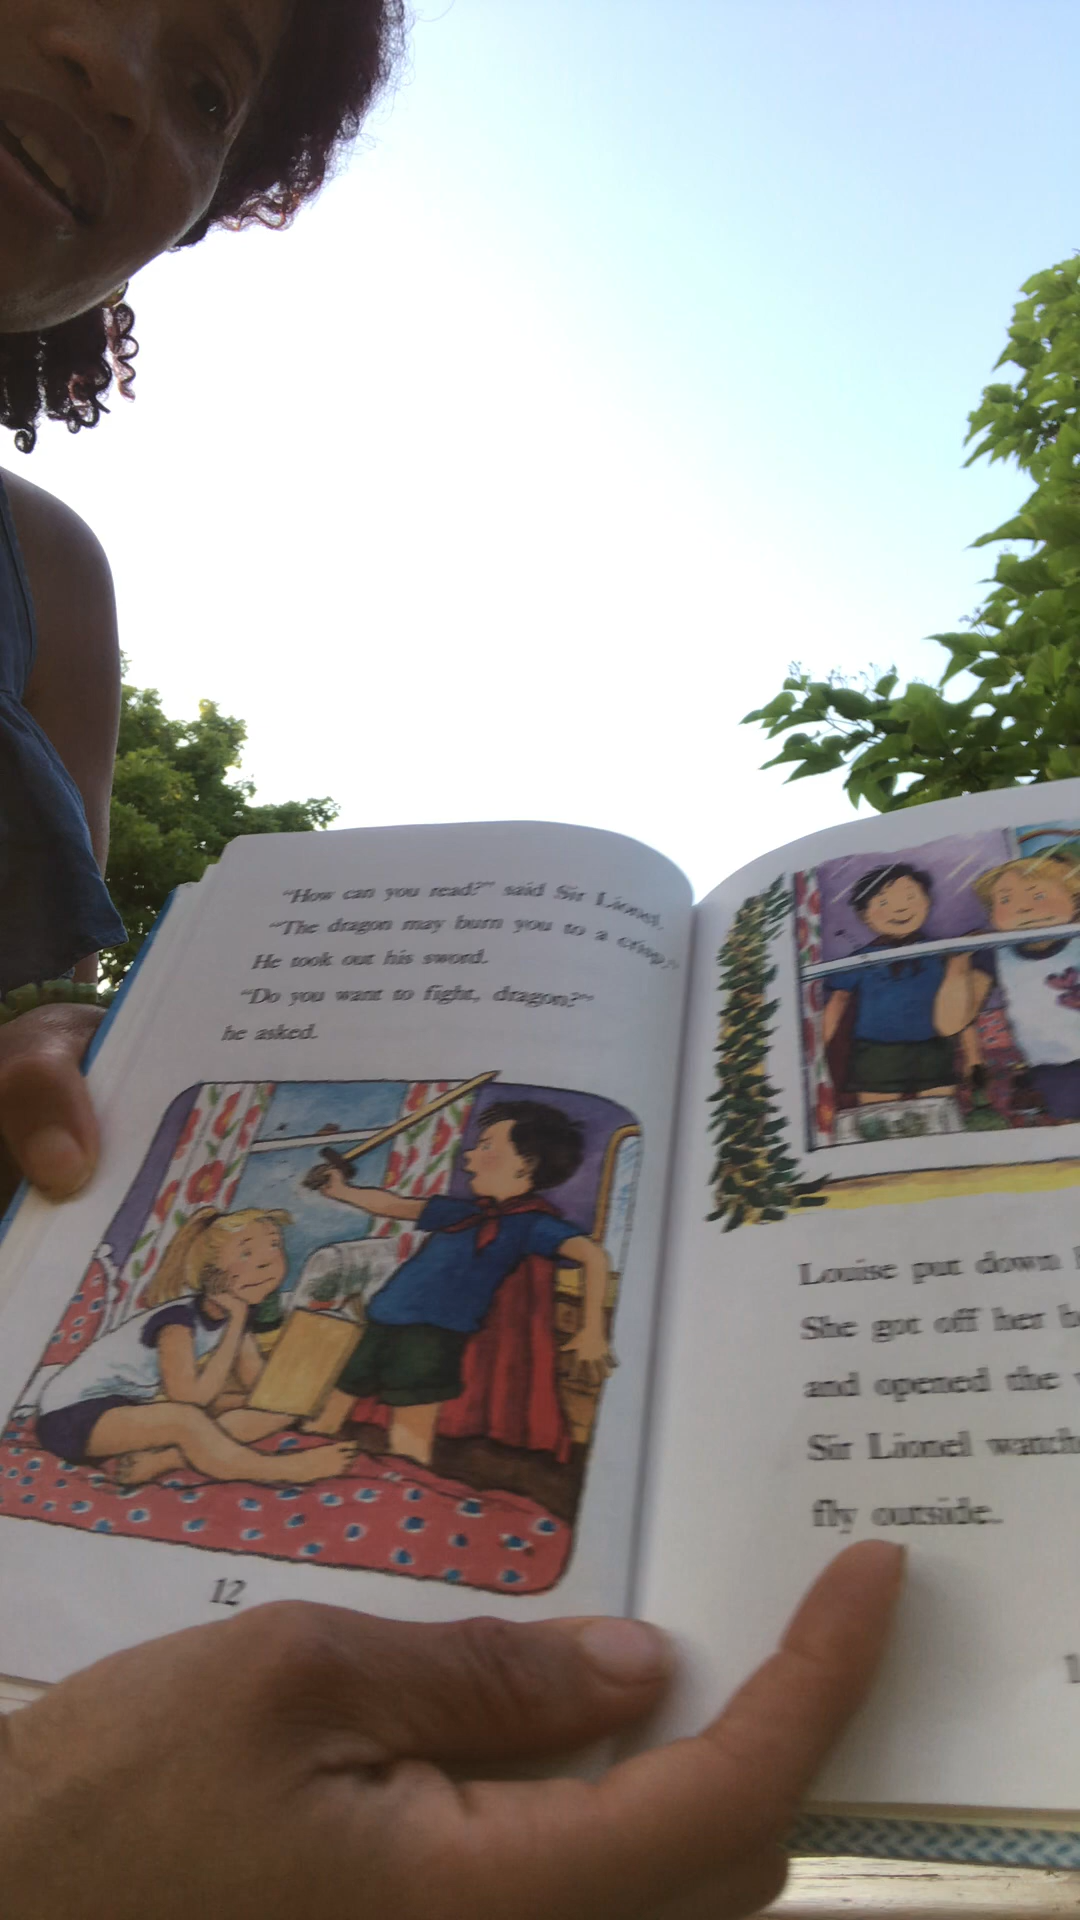 "How can you read?" said Sir Lionel.
"The dragon may burn you to a crisp."
He took out his sword.
"Do you want to fight, dragon?"
he asked.
12
Louise put down
She got off her
and opened the
Sir Lionel
fly outside.